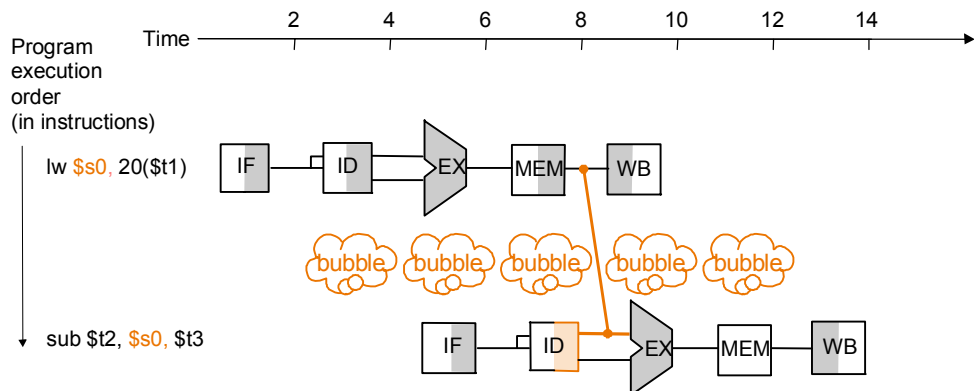 2 4 6 8 10 12 14
Time
Program
execution
order
(in instructions)
lw $s0, 20($t1)
IF ID EX MEM WB
bubble bubble bubble bubble bubble
sub $t2, $s0, $t3
IF ID EX MEM WB